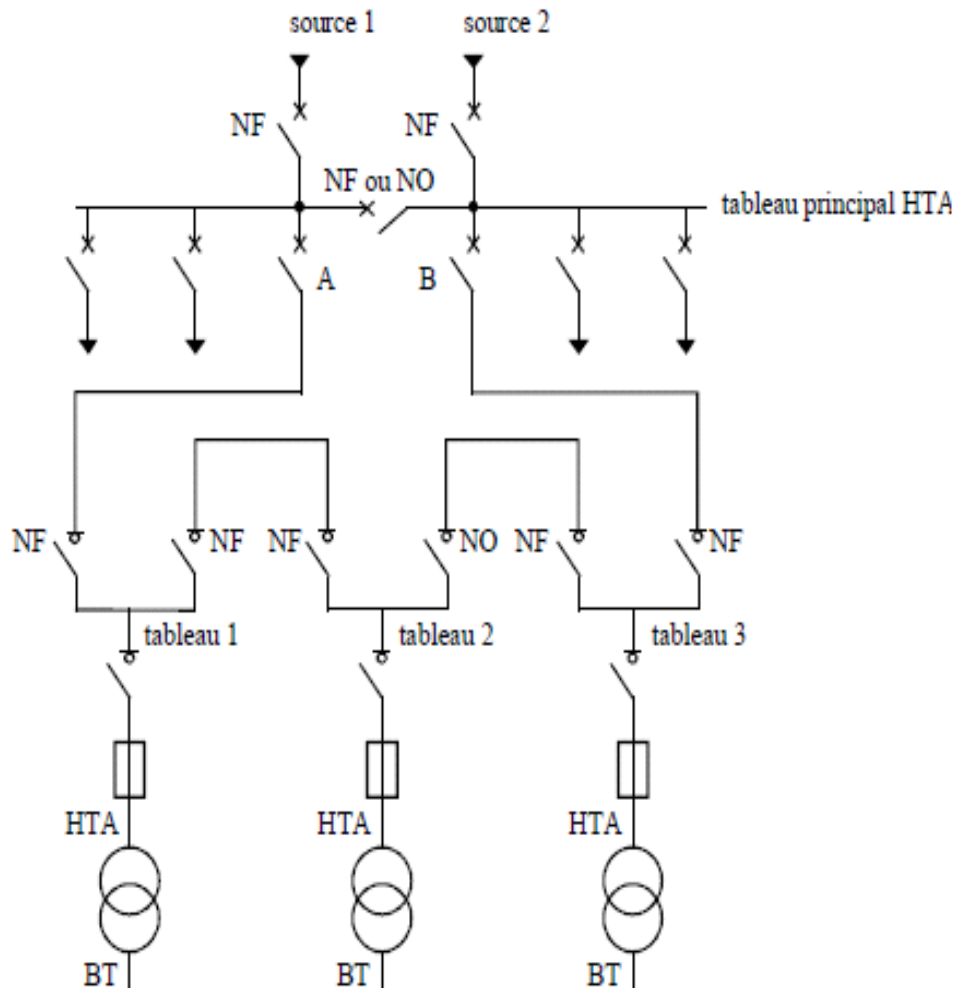 source 1
source 2
NF
NF
NF ou NO
tableau principal HTA
A
B
NF
NF
NF
NO
NF
NF
tableau 1
tableau 2
tableau 3
HTA
HTA
HTA
BT
BT
BT